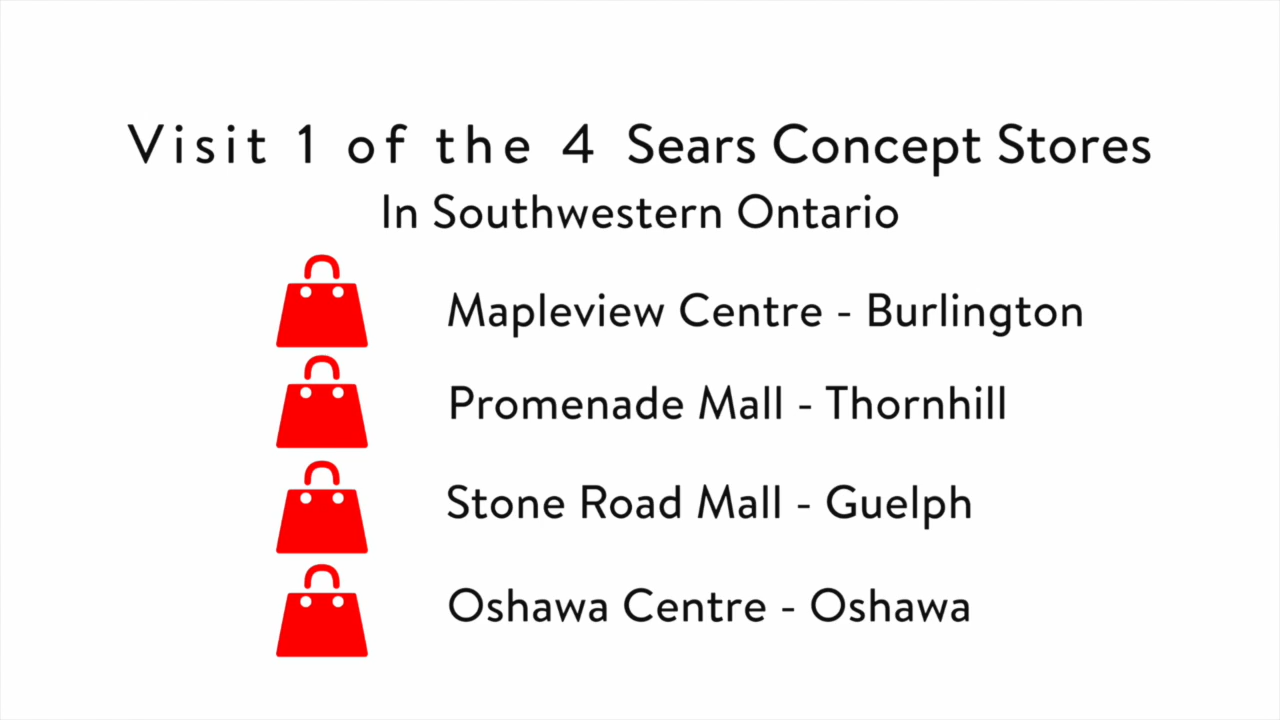 Visit 1 of the 4 Sears Concept Stores
In Southwestern Ontario
Mapleview Centre - Burlington
Promenade Mall - Thornhill
Stone Road Mall - Guelph
Oshawa Centre - Oshawa